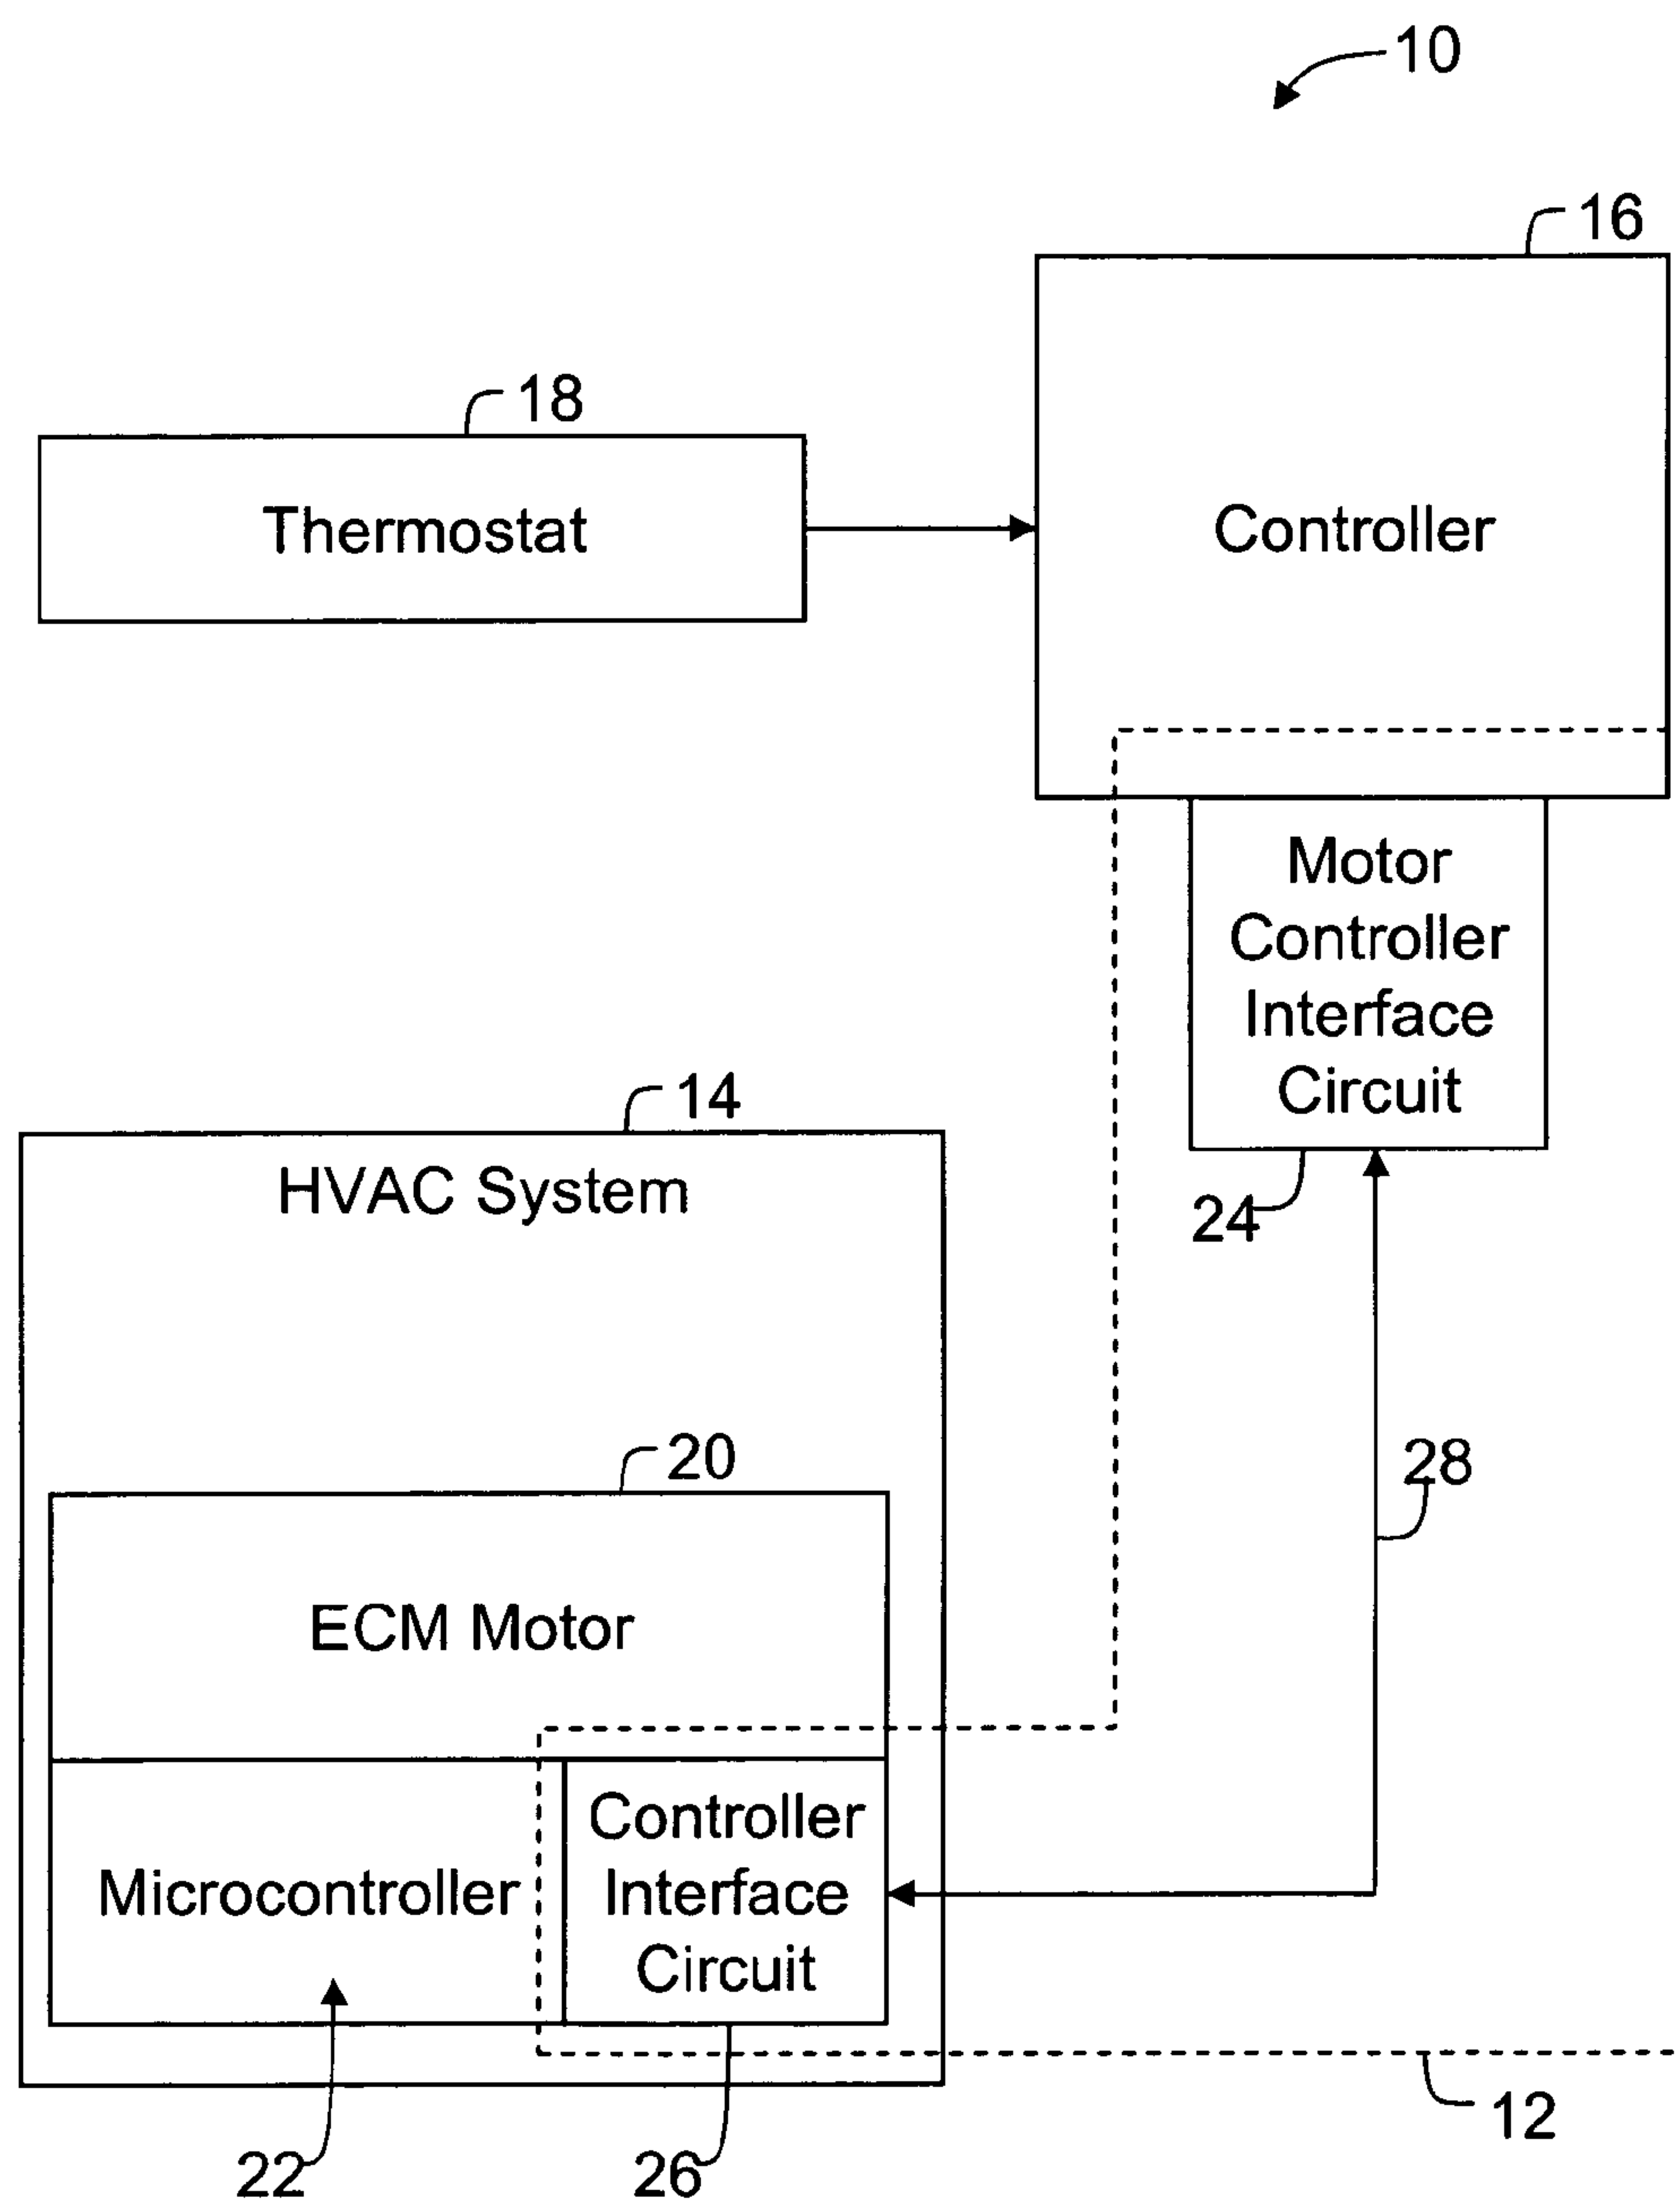 10
16
18
Thermostat
Controller
Motor
Controller
Interface
Circuit
14
HVAC System
24
20
28
ECM Motor
Controller
Interface
Circuit
Microcontroller
12
22
26